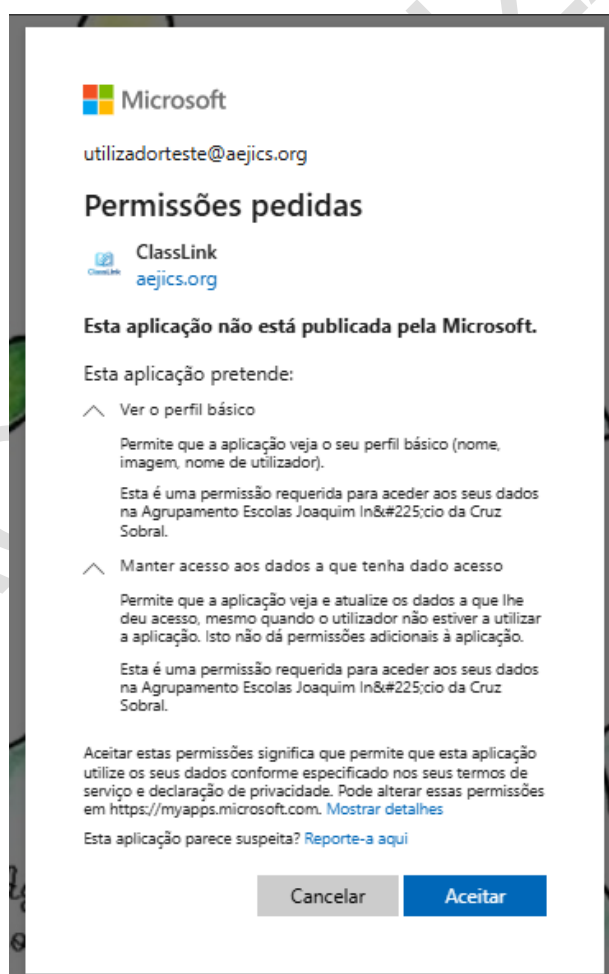 Microsoft
utilizadorteste@aejics.org
Permissões pedidas
ClassLink
ClassLink
aejics.org
Esta aplicação não está publicada pela Microsoft.
Esta aplicação pretende:
Ver o perfil básico
Permite que a aplicação veja o seu perfil básico (nome,
imagem, nome de utilizador).
Esta é uma permissão requerida para aceder aos seus dados
na Agrupamento Escolas Joaquim In&#225;cio da Cruz
Sobral.
Manter acesso aos dados a que tenha dado acesso
Permite que a aplicação veja e atualize os dados a que lhe
deu acesso, mesmo quando o utilizador não estiver a utilizar
a aplicação. Isto não dá permissões adicionais à aplicação.
Esta é uma permissão requerida para aceder aos seus dados
na Agrupamento Escolas Joaquim In&#225;cio da Cruz
Sobral.
Aceitar estas permissões significa que permite que esta aplicação
utilize os seus dados conforme especificado nos seus termos de
serviço e declaração de privacidade. Pode alterar essas permissões
em https://myapps.microsoft.com. Mostrar detalhes
Esta aplicação parece suspeita? Reporte-a aqui
Cancelar
Aceitar